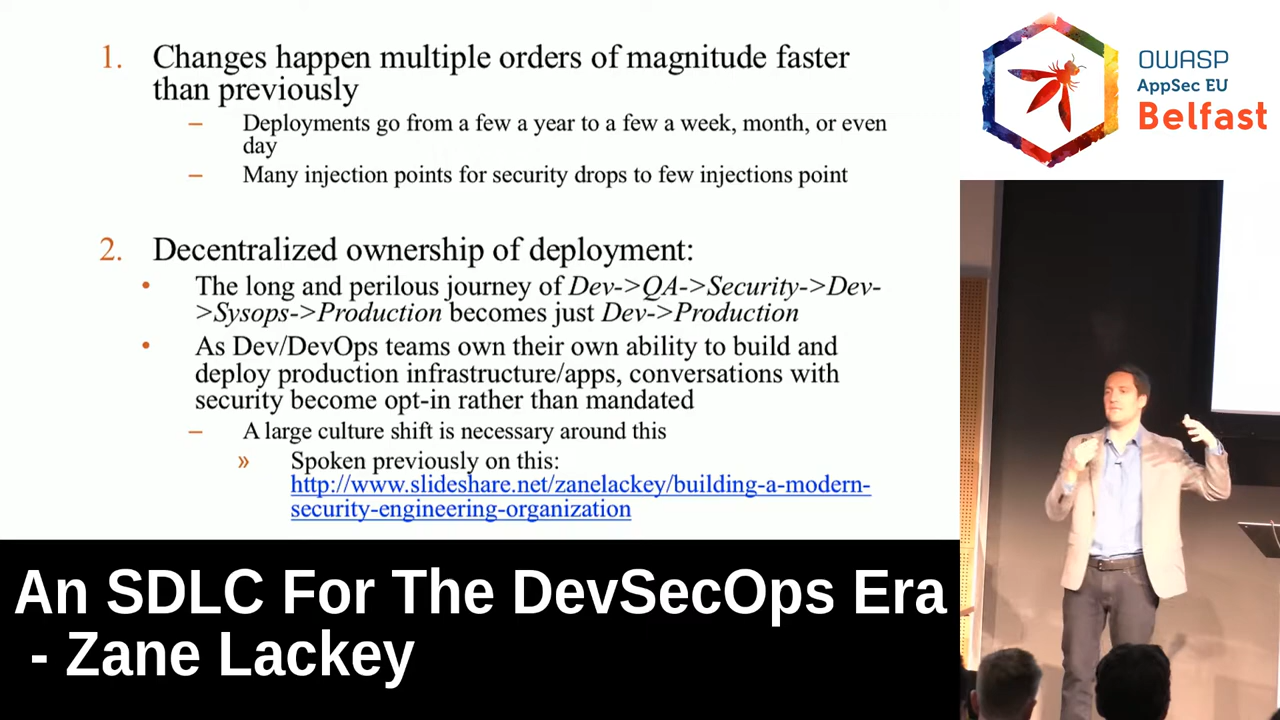 1. Changes happen multiple orders of magnitude faster
than previously
– Deployments go from a few a year to a few a week, month, or even
day
– Many injection points for security drops to few injections point
2. Decentralized ownership of deployment:
• The long and perilous journey of Dev->QA->Security->Dev-
>Sysops->Production becomes just Dev->Production
• As Dev/DevOps teams own their own ability to build and
deploy production infrastructure/apps, conversations with
security become opt-in rather than mandated
– A large culture shift is necessary around this
» Spoken previously on this:
http://www.slideshare.net/zanelackey/building-a-modern-
security-engineering-organization
OWASP
AppSec EU
Belfast
An SDLC For The DevSecOps Era
- Zane Lackey